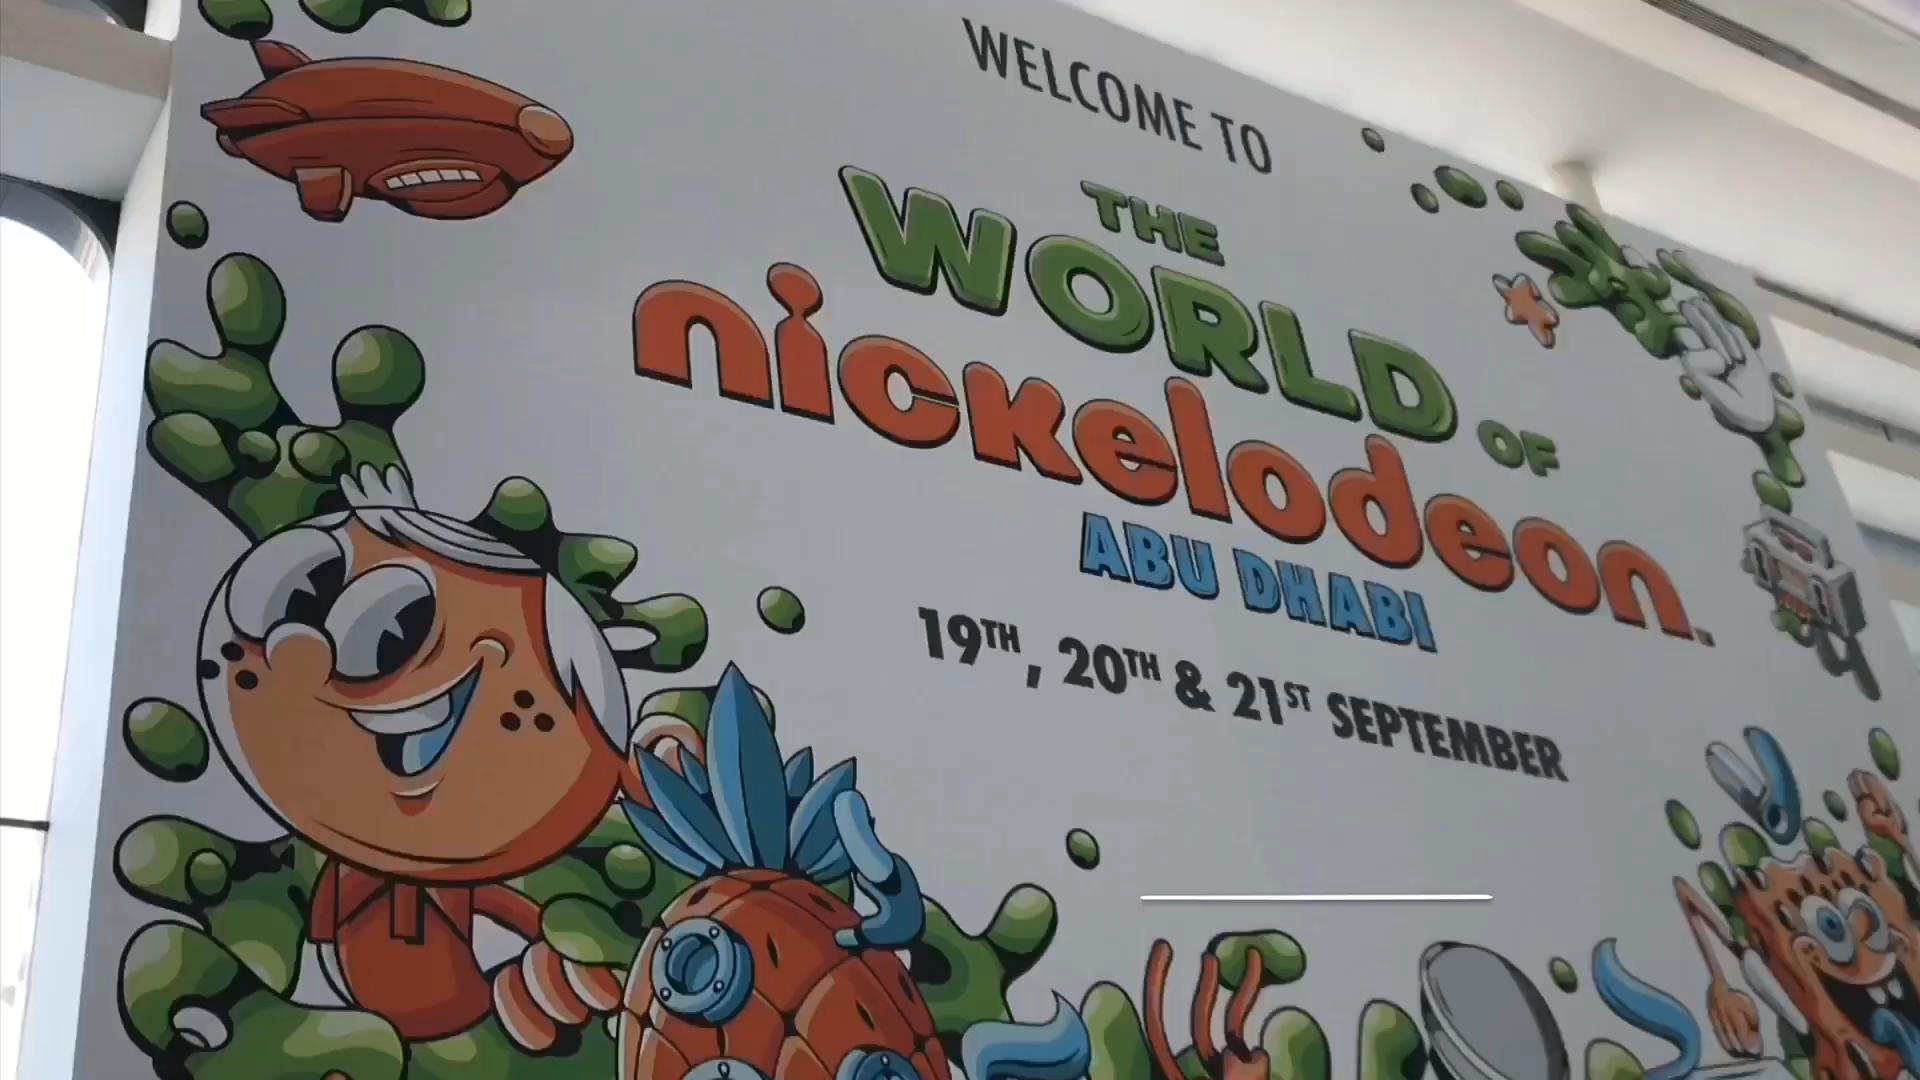 WELCOME TO
THE
WORLD OF
nickelodeon.
ABU DHABI
19TH, 20TH & 21ST SEPTEMBER